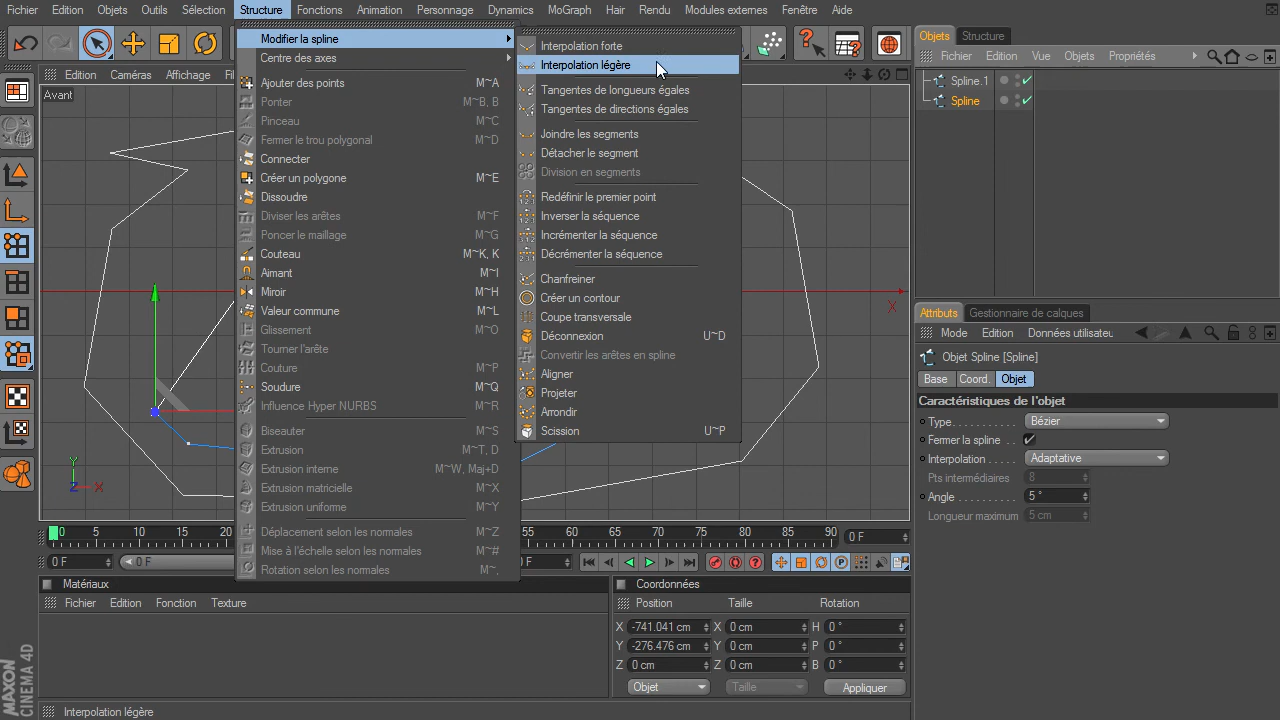 Fichier Edition Objets Outils Sélection Structure Fonctions Animation Personnage Dynamics MoGraph Hair Rendu Modules externes Fenêtre Aide
Edition Caméras Affichage
Avant
Modifier la spline
Centre des axes
Ajouter des points M~A
Ponter M~B, B
Pinceau M~C
Fermer le trou polygonal M~D
Connecter
Créer un polygone M~E
Dissoudre
Diviser les arêtes M~F
Poncer le maillage M~G
Couteau M~K, K
Aimant M~I
Miroir M~H
Valeur commune M~L
Glissement M~O
Tourner l'arête M~V
Couture M~P
Soudure M~Q
Influence Hyper NURBS M~R
Biseauter M~S
Extrusion M~T, D
Extrusion interne M~W, Maj+D
Extrusion matricielle M~X
Extrusion uniforme M~Y
Déplacement selon les normales M~Z
Mise à l'échelle selon les normales M~#
Rotation selon les normales M~,
Interpolation forte
Interpolation légère
Tangentes de longueurs égales
Tangentes de directions égales
Joindre les segments
Détacher le segment
Division en segments
Redéfinir le premier point
Inverser la séquence
Incrémenter la séquence
Décrémenter la séquence
Chanfreiner
Créer un contour
Coupe transversale
Déconnexion U~D
Convertir les arêtes en spline
Aligner
Projeter
Arrondir
Scission U~P
X
Y
Z X
0 5 10 15 55 60 65 70 75 80 85 90 0 F
0 F 0 F 0 F
Matériaux
Fichier Edition Fonction Texture
Coordonnées
Position Taille Rotation
X -741.041 cm X 0 cm H 0 °
Y -276.476 cm Y 0 cm P 0 °
Z 0 cm Z 0 cm B 0 °
Objet Taille Appliquer
MAXON CINEMA 4D
Interpolation légère
Objets Structure
Fichier Edition Vue Objets Propriétés
Spline.1
Spline
Attributs Gestionnaire de calques
Mode Edition Données utilisateu
Objet Spline [Spline]
Base Coord. Objet
Caractéristiques de l'objet
Type Bézier
Fermer la spline
Interpolation Adaptative
Pts intermédiaires 8
Angle 5 °
Longueur maximum 5 cm